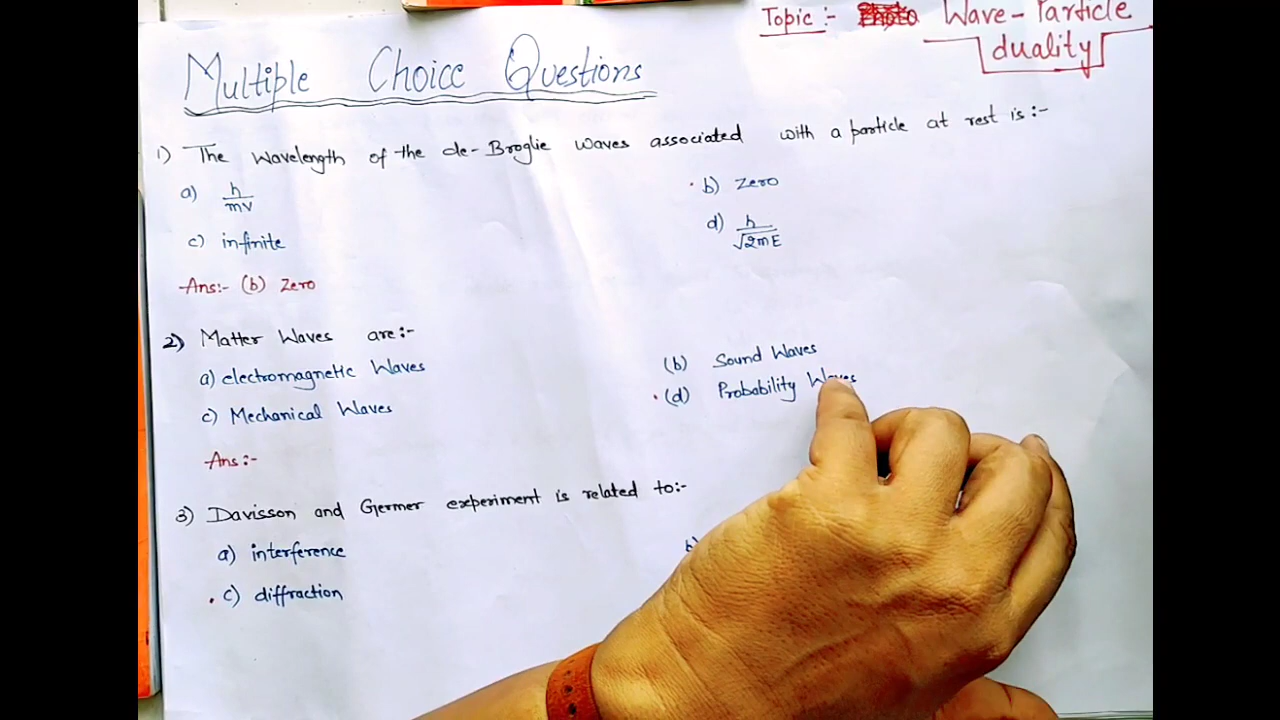 Topic :- Wave - Particle
duality
Multiple Choice Questions
1) The Wavelength of the de-Broglie waves associated with a particle at rest is :-
a) h/mv
b) Zero
c) infinite
d) h/√2mE
Ans:- (b) Zero
2) Matter Waves are:-
a) electromagnetic Waves
(b) Sound Waves
c) Mechanical Waves
(d) Probability Waves
Ans:-
3) Davisson and Germer experiment is related to:-
a) interference
b)
c) diffraction